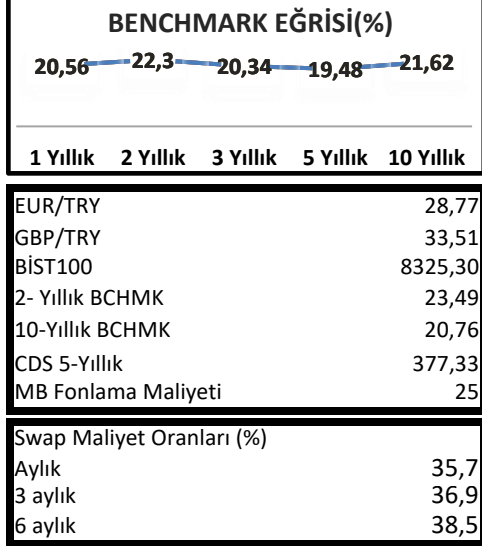 BENCHMARK EĞRİSİ(%)
20,56 22,3 20,34 19,48 21,62
1 Yıllık 2 Yıllık 3 Yıllık 5 Yıllık 10 Yıllık
EUR/TRY 28,77
GBP/TRY 33,51
BİST100 8325,30
2- Yıllık BCHMK 23,49
10-Yıllık BCHMK 20,76
CDS 5-Yıllık 377,33
MB Fonlama Maliyeti 25
Swap Maliyet Oranları (%)
Aylık 35,7
3 aylık 36,9
6 aylık 38,5